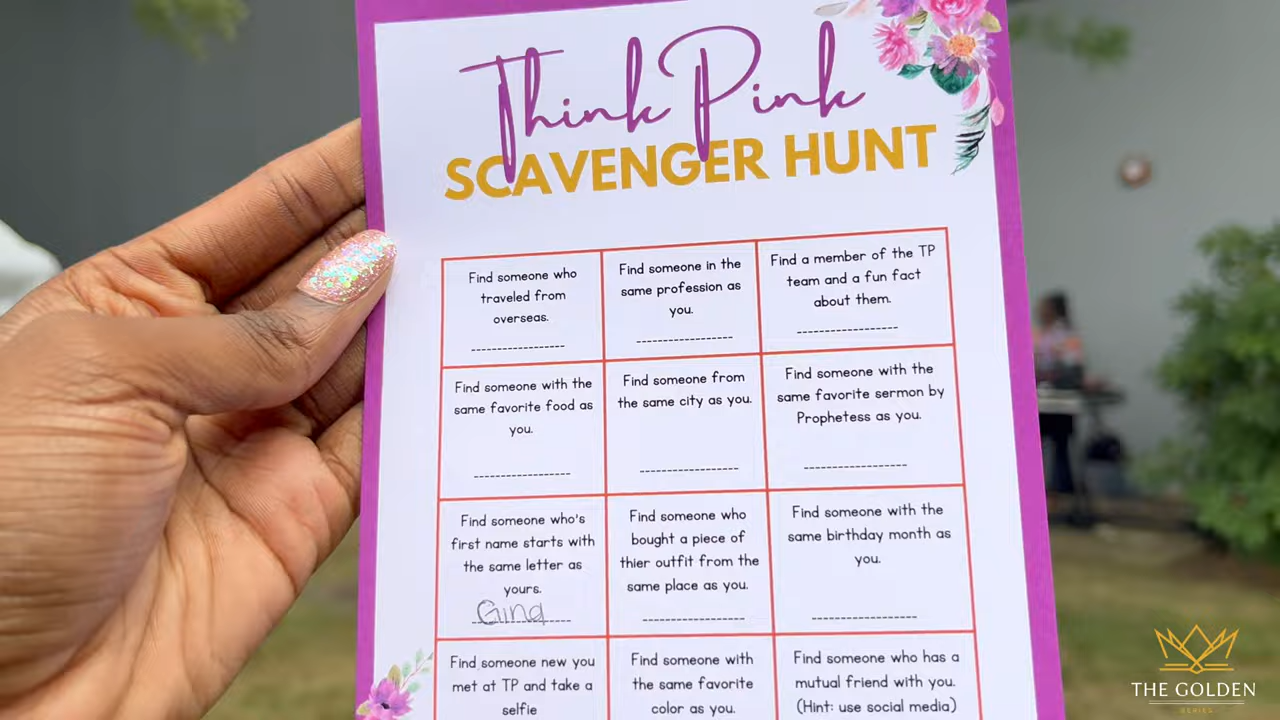 Think Pink
SCAVENGER HUNT
Find someone who
traveled from
overseas.
Find someone in the
same profession as
you.
Find a member of the TP
team and a fun fact
about them.
Find someone with the
same favorite food as
you.
Find someone from
the same city as you.
Find someone with the
same favorite sermon by
Prophetess as you.
Find someone who's
first name starts with
the same letter as
yours.
Gina
Find someone who
bought a piece of
thier outfit from the
same place as you.
Find someone with the
same birthday month as
you.
Find someone new you
met at TP and take a
selfie
Find someone with
the same favorite
color as you.
Find someone who has a
mutual friend with you.
(Hint: use social media)
THE GOLDEN
SERIES